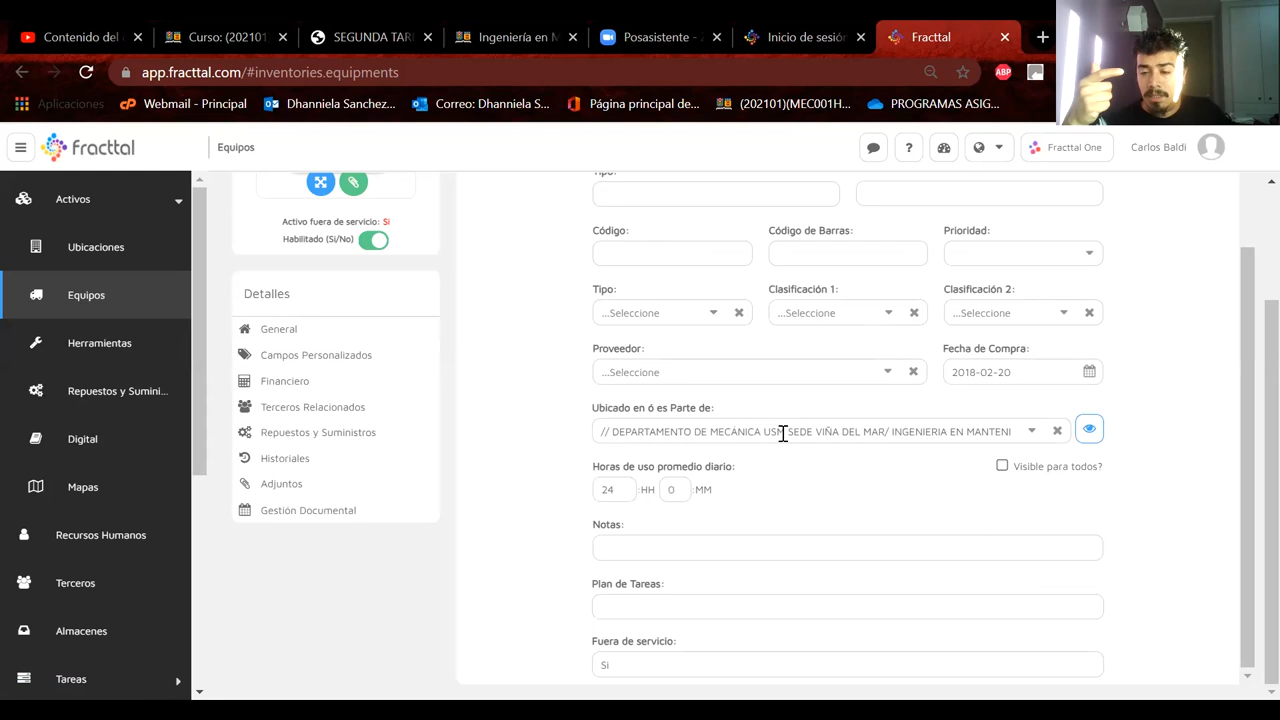 Contenido del c
Curso: (202101
SEGUNDA TAR
Ingeniería en M
Posasistente - Z
Inicio de sesión
Fracttal
app.fracttal.com/#inventories.equipments
ABP
Aplicaciones
Webmail - Principal
Dhanniela Sanchez...
Correo: Dhanniela S...
Página principal de...
(202101)(MEC001H...
PROGRAMAS ASIG...
fracttal
Equipos
?
Fracttal One
Carlos Baldi
Activos
Ubicaciones
Equipos
Herramientas
Repuestos y Sumini...
Digital
Mapas
Recursos Humanos
Terceros
Almacenes
Tareas
Activo fuera de servicio: Si
Habilitado (Si/No)
Detalles
General
Campos Personalizados
Financiero
Terceros Relacionados
Repuestos y Suministros
Historiales
Adjuntos
Gestión Documental
Código:
Código de Barras:
Prioridad:
Tipo:
Clasificación 1:
Clasificación 2:
...Seleccione
...Seleccione
...Seleccione
Proveedor:
Fecha de Compra:
...Seleccione
2018-02-20
Ubicado en ó es Parte de:
// DEPARTAMENTO DE MECÁNICA USM SEDE VIÑA DEL MAR/ INGENIERIA EN MANTENI
Horas de uso promedio diario:
Visible para todos?
24 :HH 0 :MM
Notas:
Plan de Tareas:
Fuera de servicio:
Si